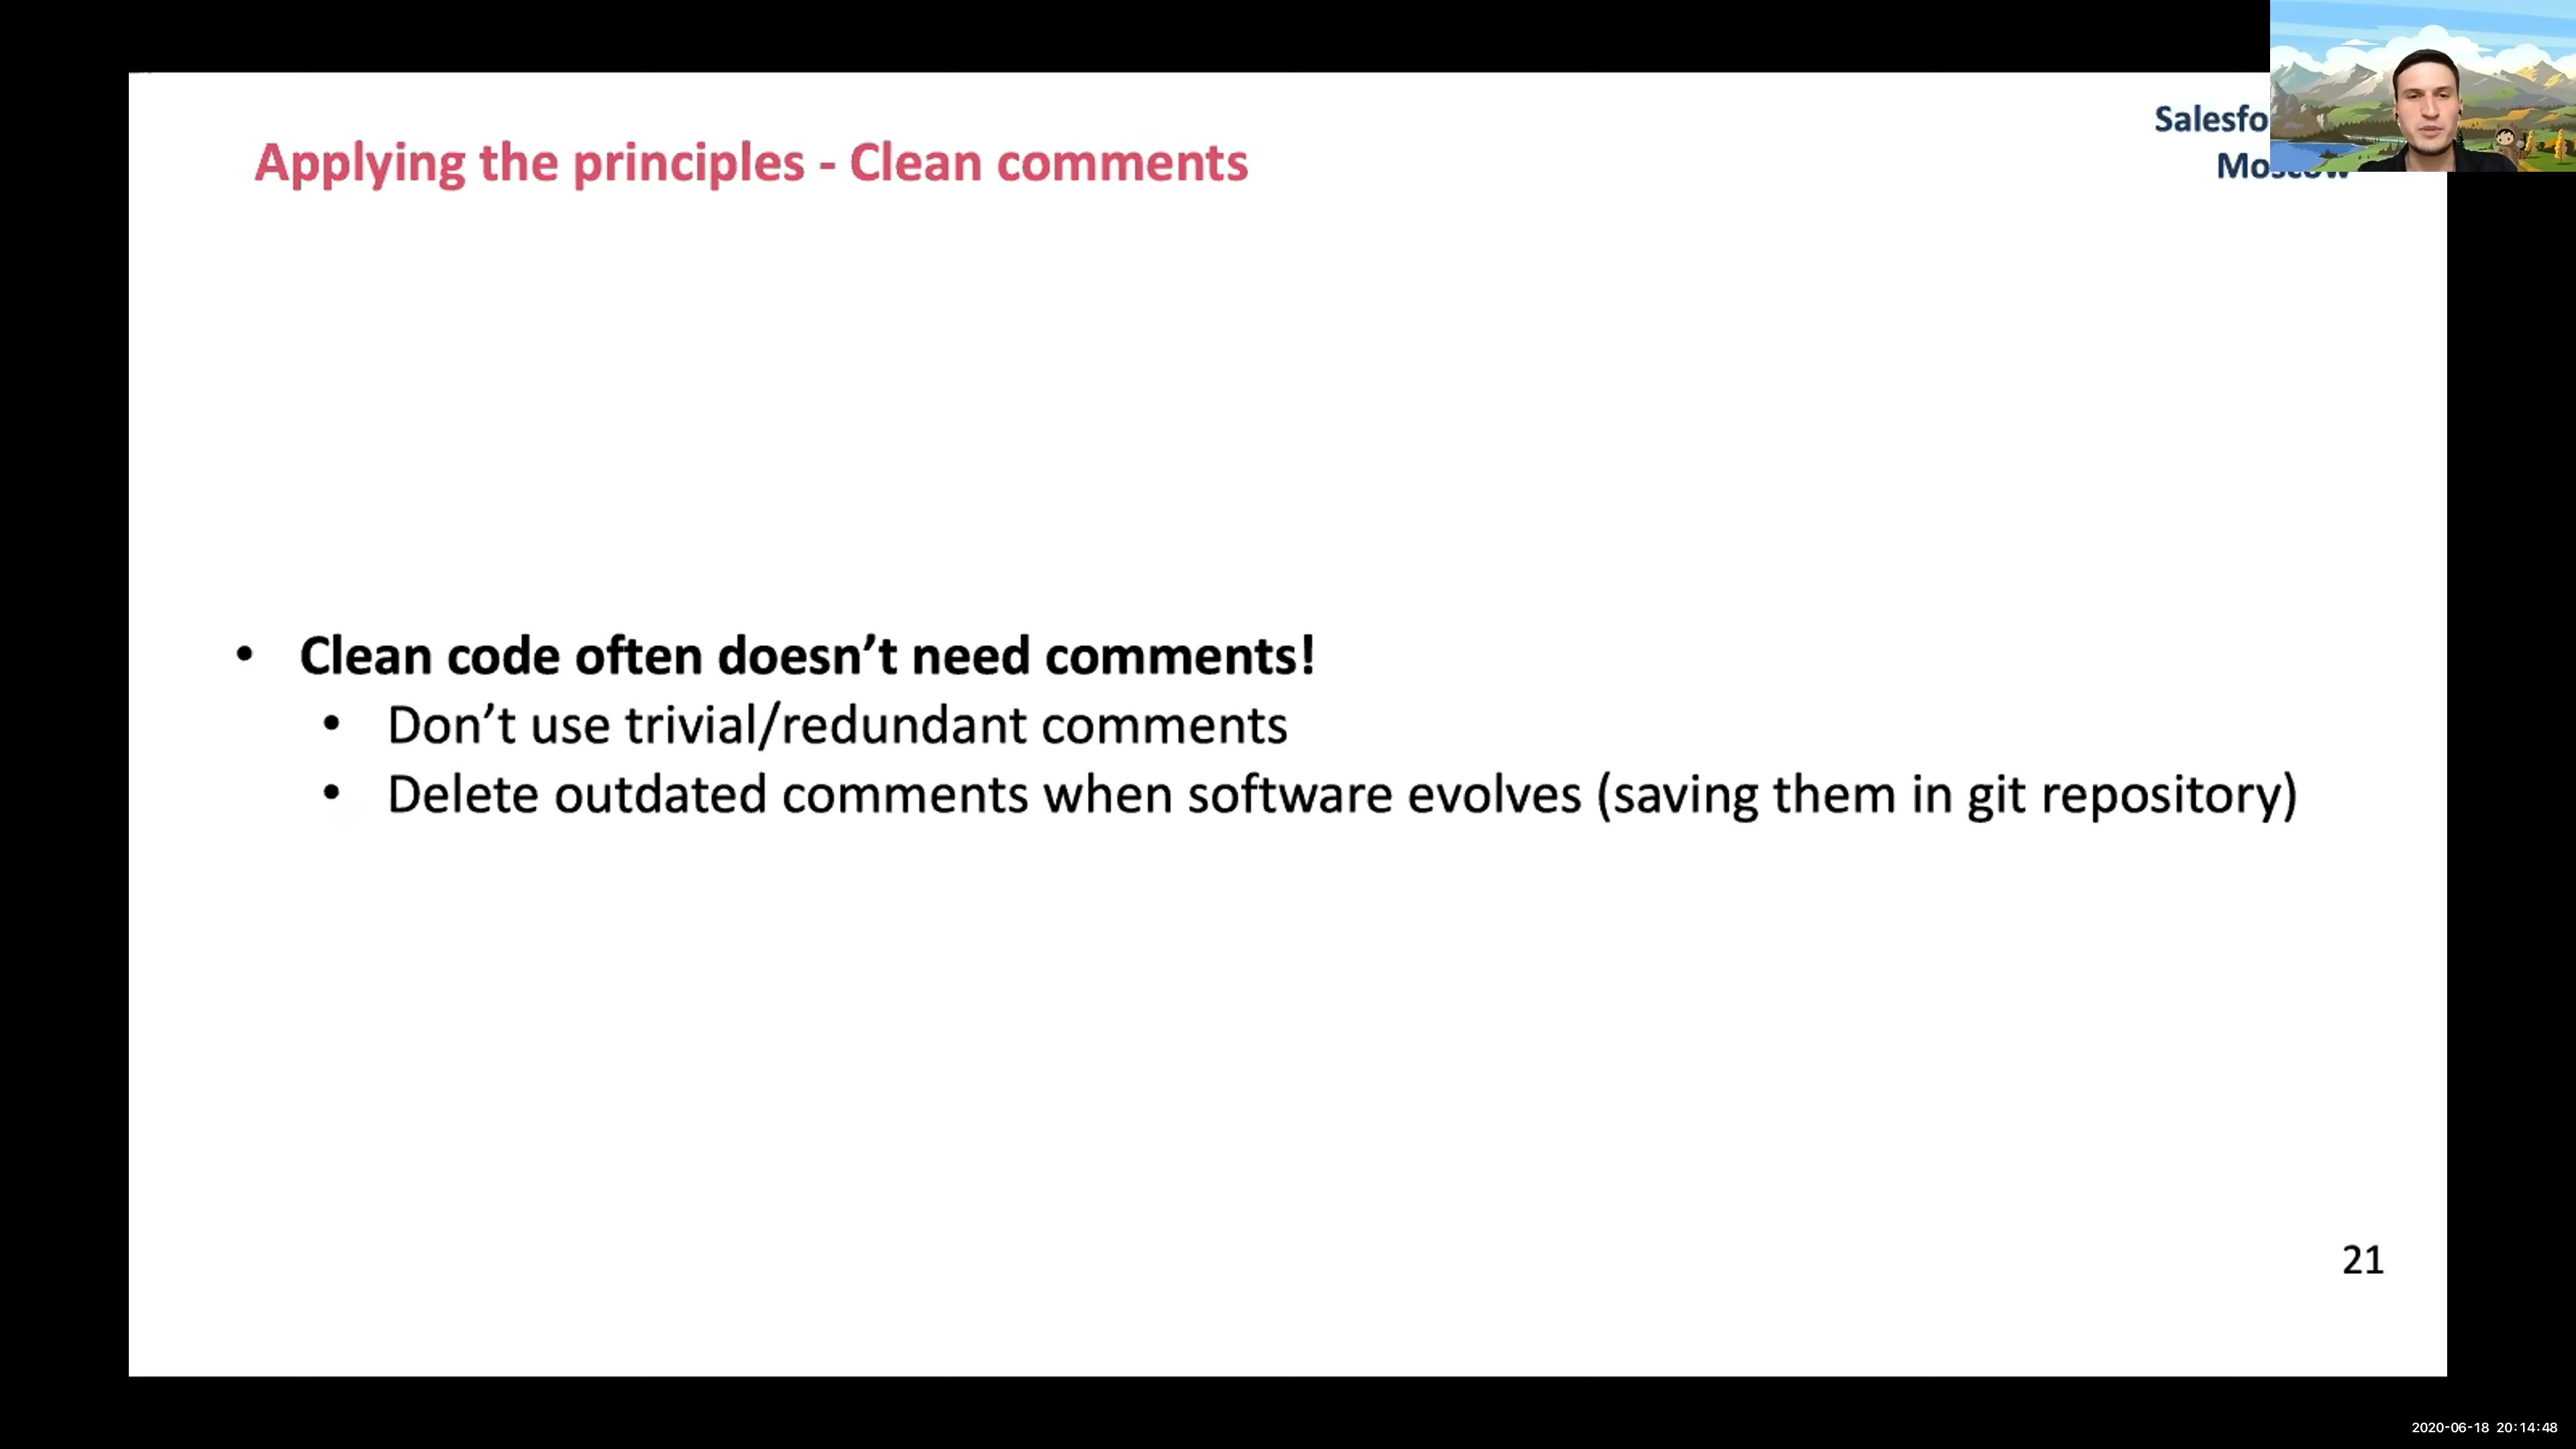 Applying the principles - Clean comments
Salesfo
Moscow
• Clean code often doesn’t need comments!
• Don’t use trivial/redundant comments
• Delete outdated comments when software evolves (saving them in git repository)
21
2020-06-18 20:14:48